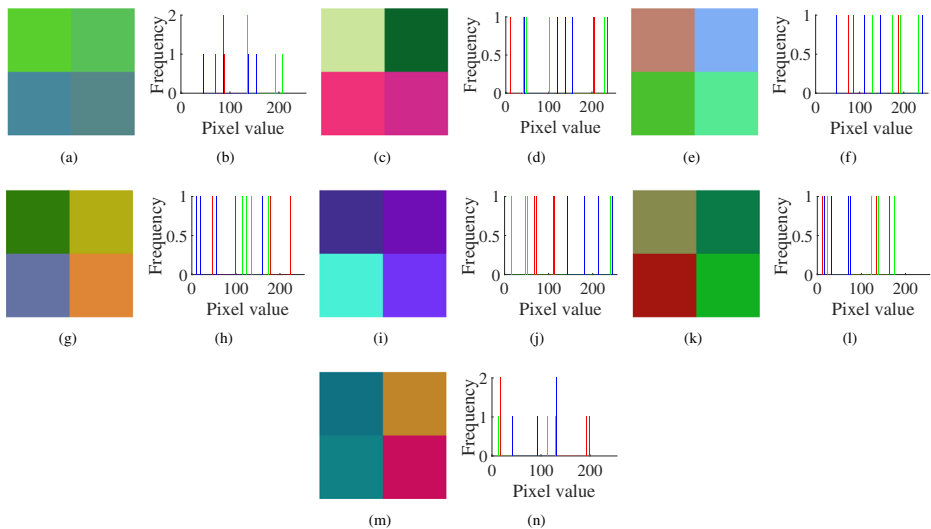 Frequency
2
1
0
0 100 200
Pixel value
Frequency
1
0.5
0
0 100 200
Pixel value
Frequency
1
0.5
0
0 100 200
Pixel value
(a) (b) (c) (d) (e) (f)
Frequency
1
0.5
0
0 100 200
Pixel value
Frequency
1
0.5
0
0 100 200
Pixel value
Frequency
1
0.5
0
0 100 200
Pixel value
(g) (h) (i) (j) (k) (l)
Frequency
2
1
0
0 100 200
Pixel value
(m) (n)